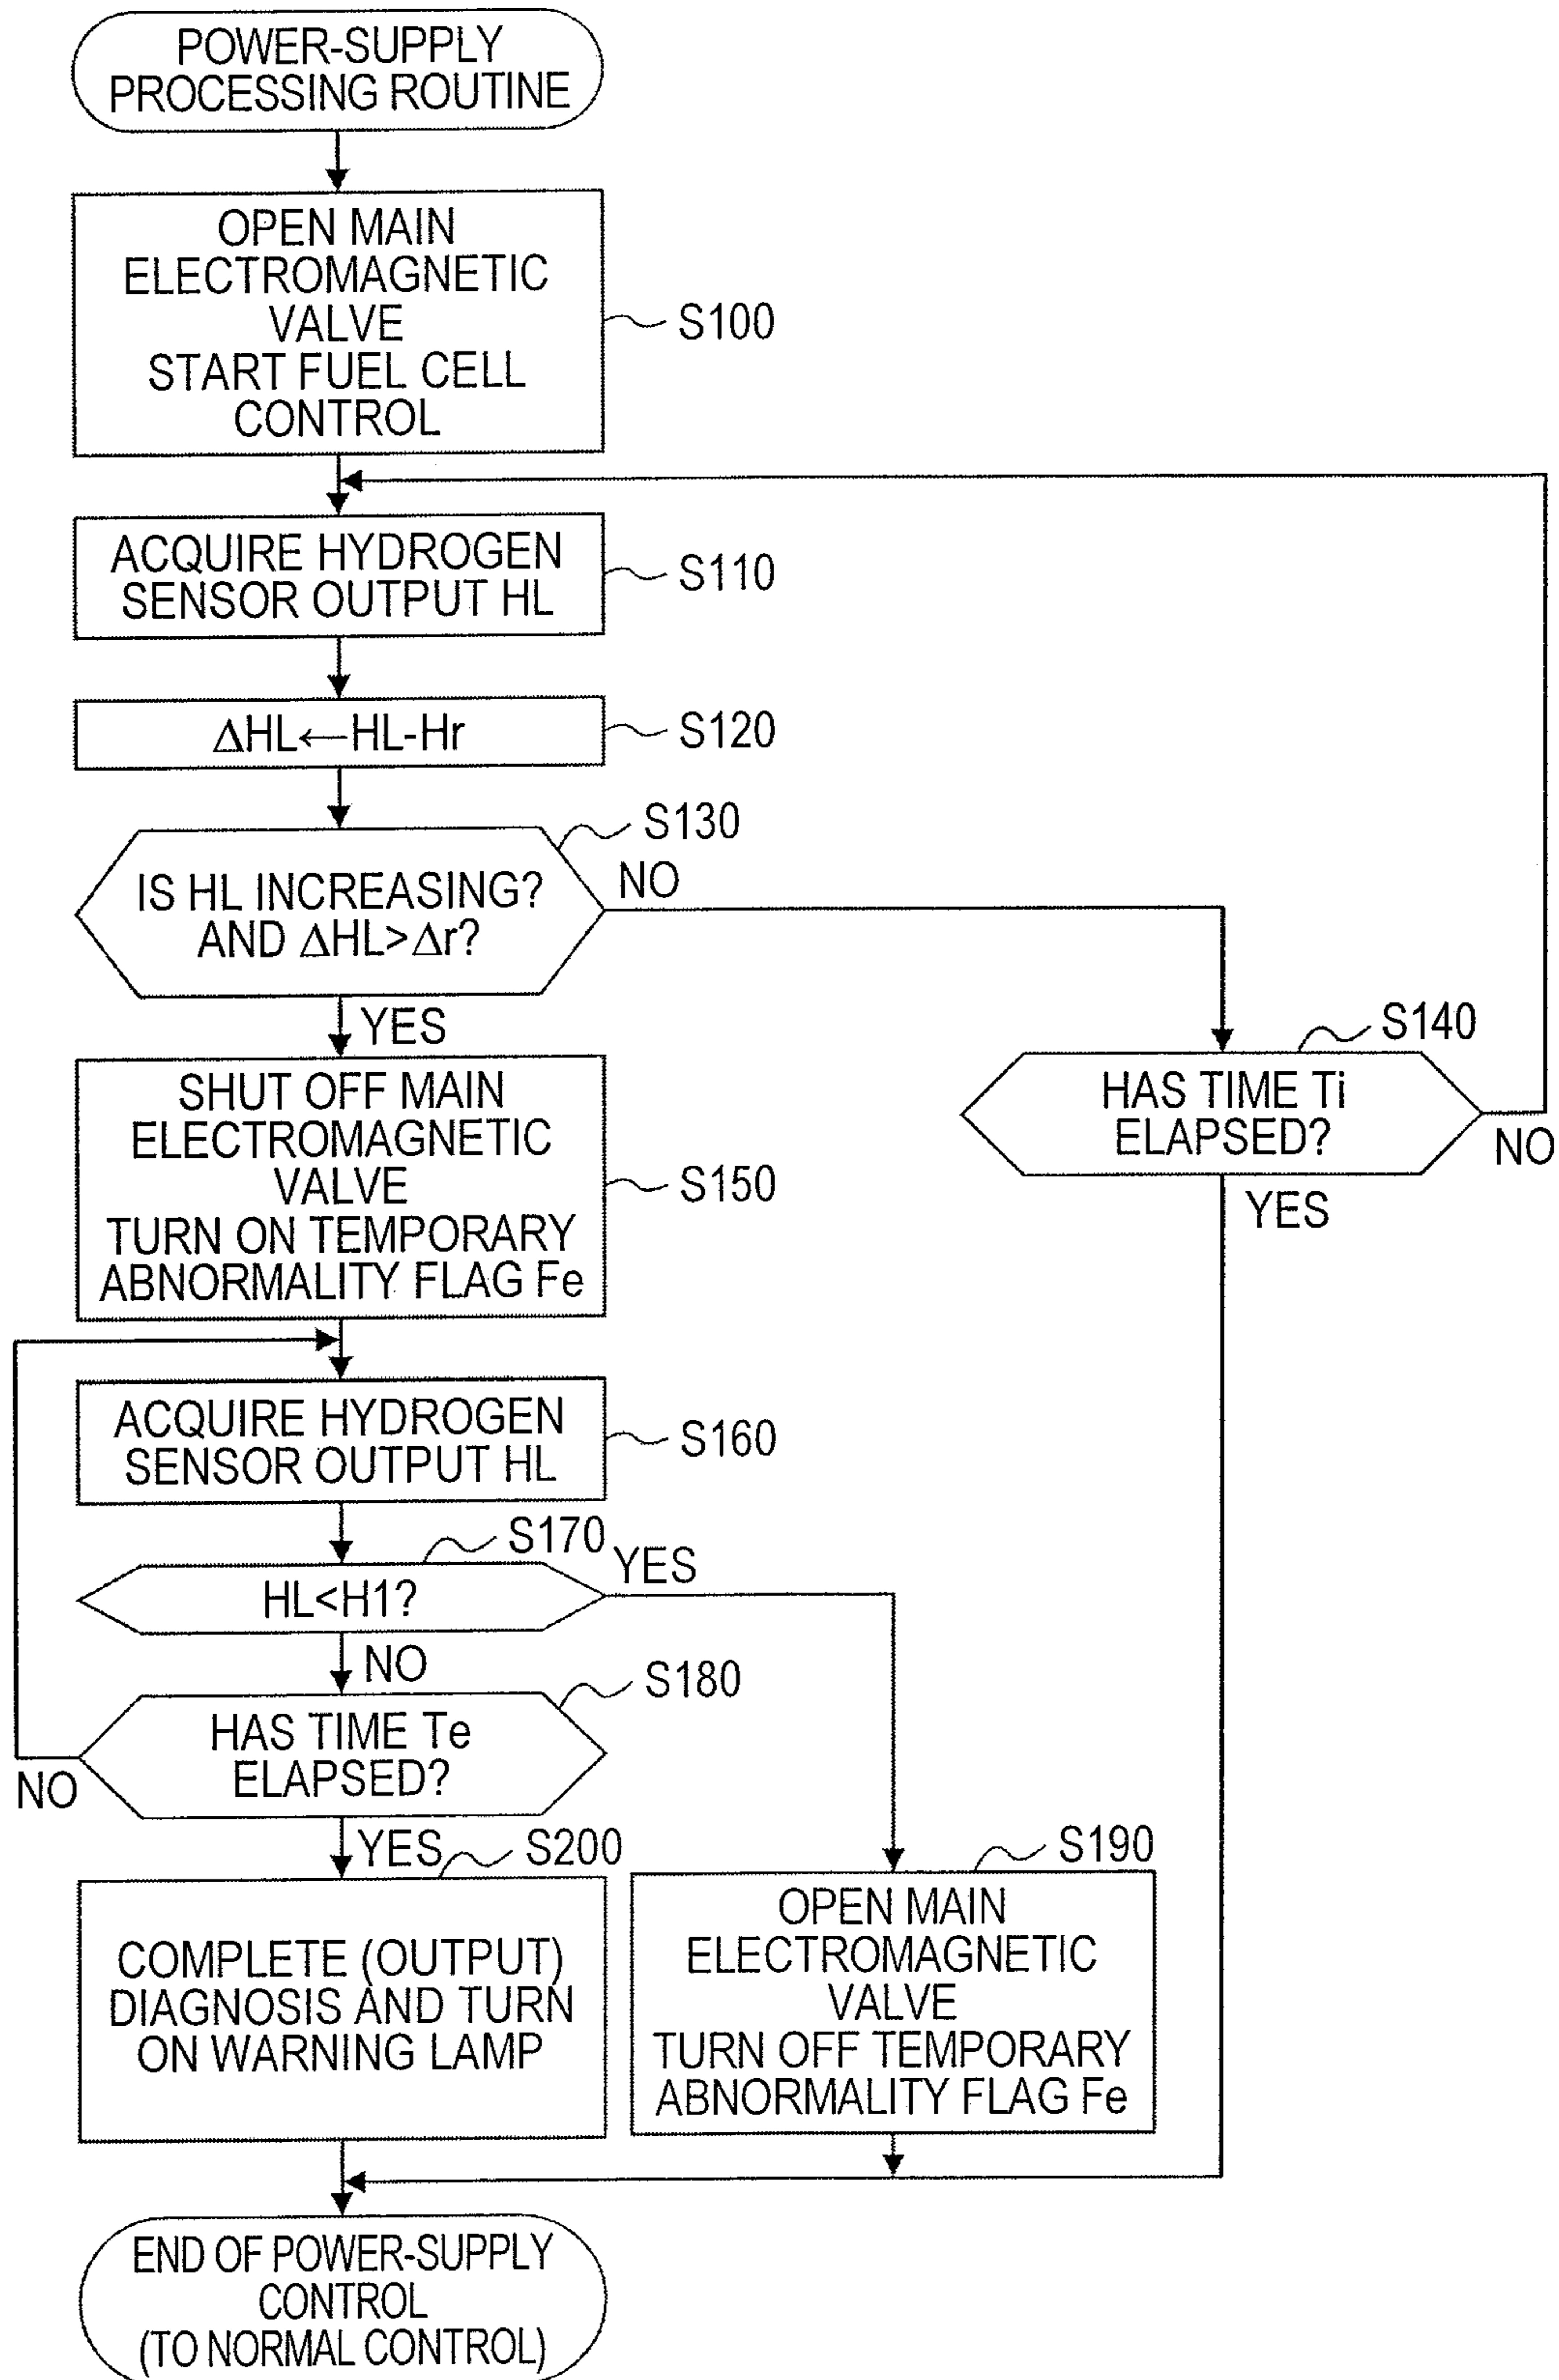 POWER-SUPPLY
PROCESSING ROUTINE
OPEN MAIN
ELECTROMAGNETIC
VALVE
START FUEL CELL
CONTROL
S100
ACQUIRE HYDROGEN
SENSOR OUTPUT HL
S110
ΔHL←HL-Hr
S120
S130
IS HL INCREASING?
AND ΔHL>Δr?
NO
YES
S140
HAS TIME Ti
ELAPSED?
NO
YES
SHUT OFF MAIN
ELECTROMAGNETIC
VALVE
TURN ON TEMPORARY
ABNORMALITY FLAG Fe
S150
ACQUIRE HYDROGEN
SENSOR OUTPUT HL
S160
S170
HL<H1?
YES
NO
S180
HAS TIME Te
ELAPSED?
NO
YES
S200
COMPLETE (OUTPUT)
DIAGNOSIS AND TURN
ON WARNING LAMP
S190
OPEN MAIN
ELECTROMAGNETIC
VALVE
TURN OFF TEMPORARY
ABNORMALITY FLAG Fe
END OF POWER-SUPPLY
CONTROL
(TO NORMAL CONTROL)